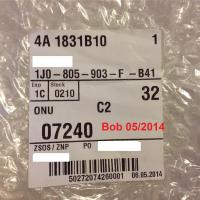 4A 1831B10 1
1J0-805-903-F -B41
Exp Stock
1C 0210 32
ONU C2
07240 Bob 05/2014
ZSOS / ZNP PO
50272074260001 06.05.2014